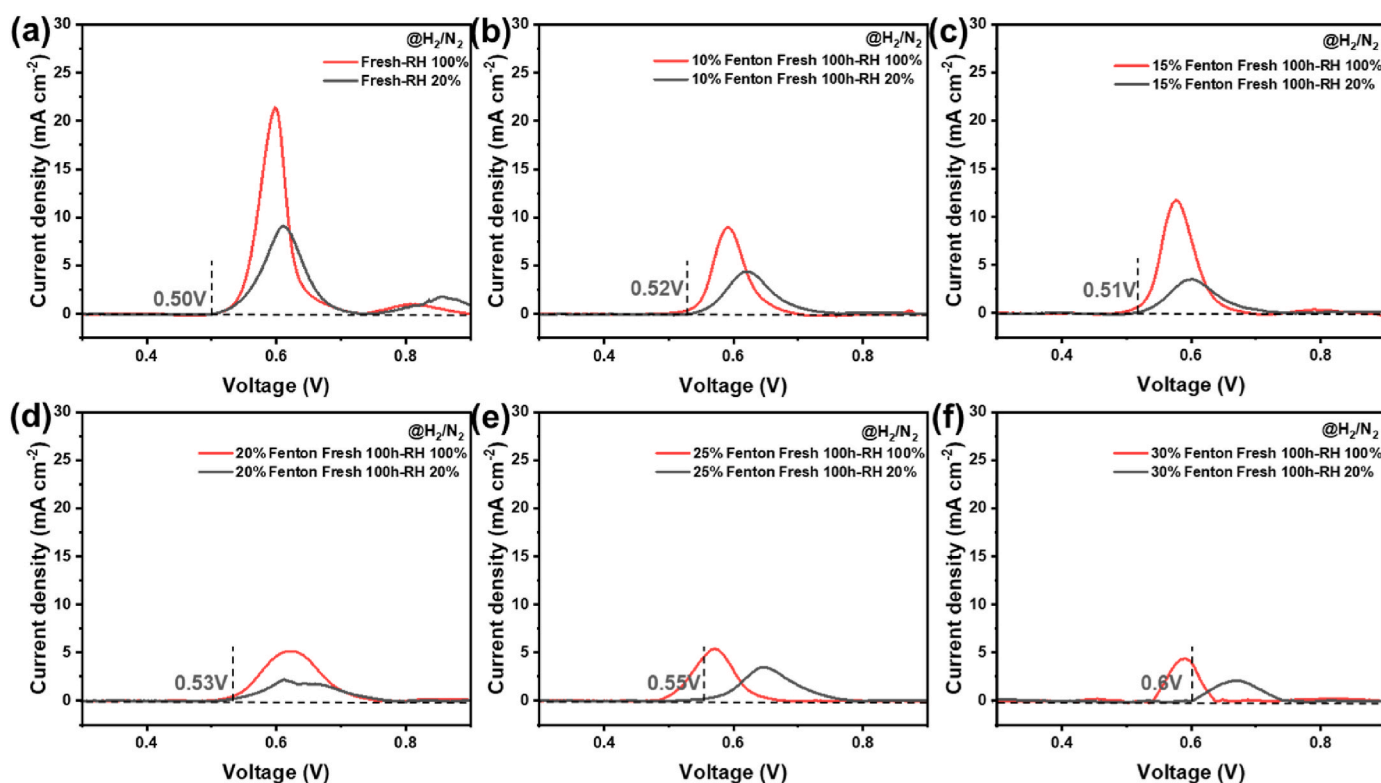 (a)
@H₂/N₂
Fresh-RH 100%
Fresh-RH 20%
0.50V
30
25
20
15
10
5
0
Current density (mA cm⁻²)
0.4 0.6 0.8
Voltage (V)
(b)
@H₂/N₂
10% Fenton Fresh 100h-RH 100%
10% Fenton Fresh 100h-RH 20%
0.52V
30
25
20
15
10
5
0
Current density (mA cm⁻²)
0.4 0.6 0.8
Voltage (V)
(c)
@H₂/N₂
15% Fenton Fresh 100h-RH 100%
15% Fenton Fresh 100h-RH 20%
0.51V
30
25
20
15
10
5
0
Current density (mA cm⁻²)
0.4 0.6 0.8
Voltage (V)
(d)
@H₂/N₂
20% Fenton Fresh 100h-RH 100%
20% Fenton Fresh 100h-RH 20%
0.53V
30
25
20
15
10
5
0
Current density (mA cm⁻²)
0.4 0.6 0.8
Voltage (V)
(e)
@H₂/N₂
25% Fenton Fresh 100h-RH 100%
25% Fenton Fresh 100h-RH 20%
0.55V
30
25
20
15
10
5
0
Current density (mA cm⁻²)
0.4 0.6 0.8
Voltage (V)
(f)
@H₂/N₂
30% Fenton Fresh 100h-RH 100%
30% Fenton Fresh 100h-RH 20%
0.6V
30
25
20
15
10
5
0
Current density (mA cm⁻²)
0.4 0.6 0.8
Voltage (V)